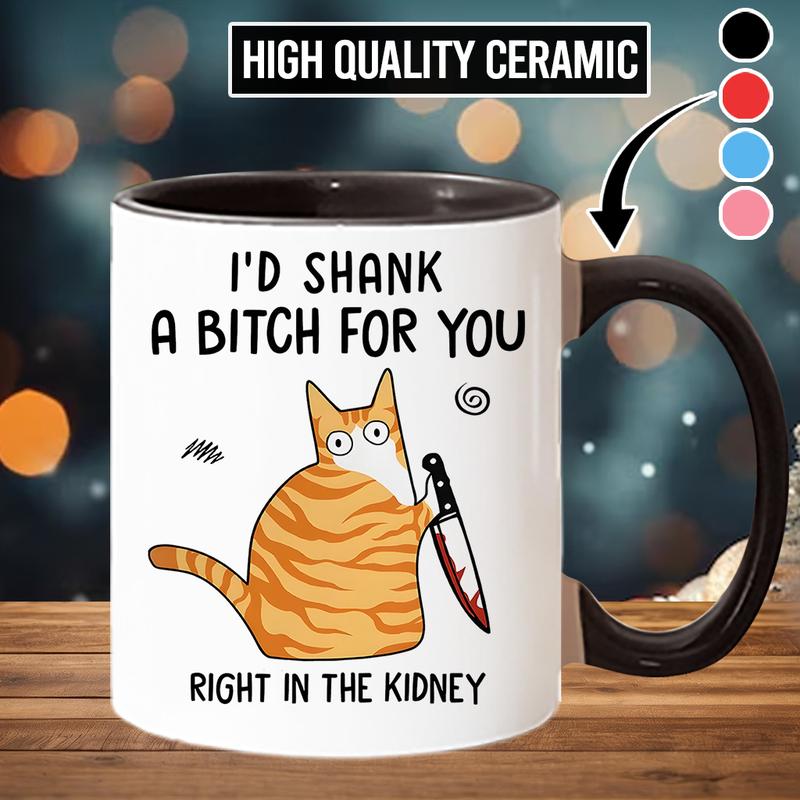 HIGH QUALITY CERAMIC
I'D SHANK
A BITCH FOR YOU
RIGHT IN THE KIDNEY